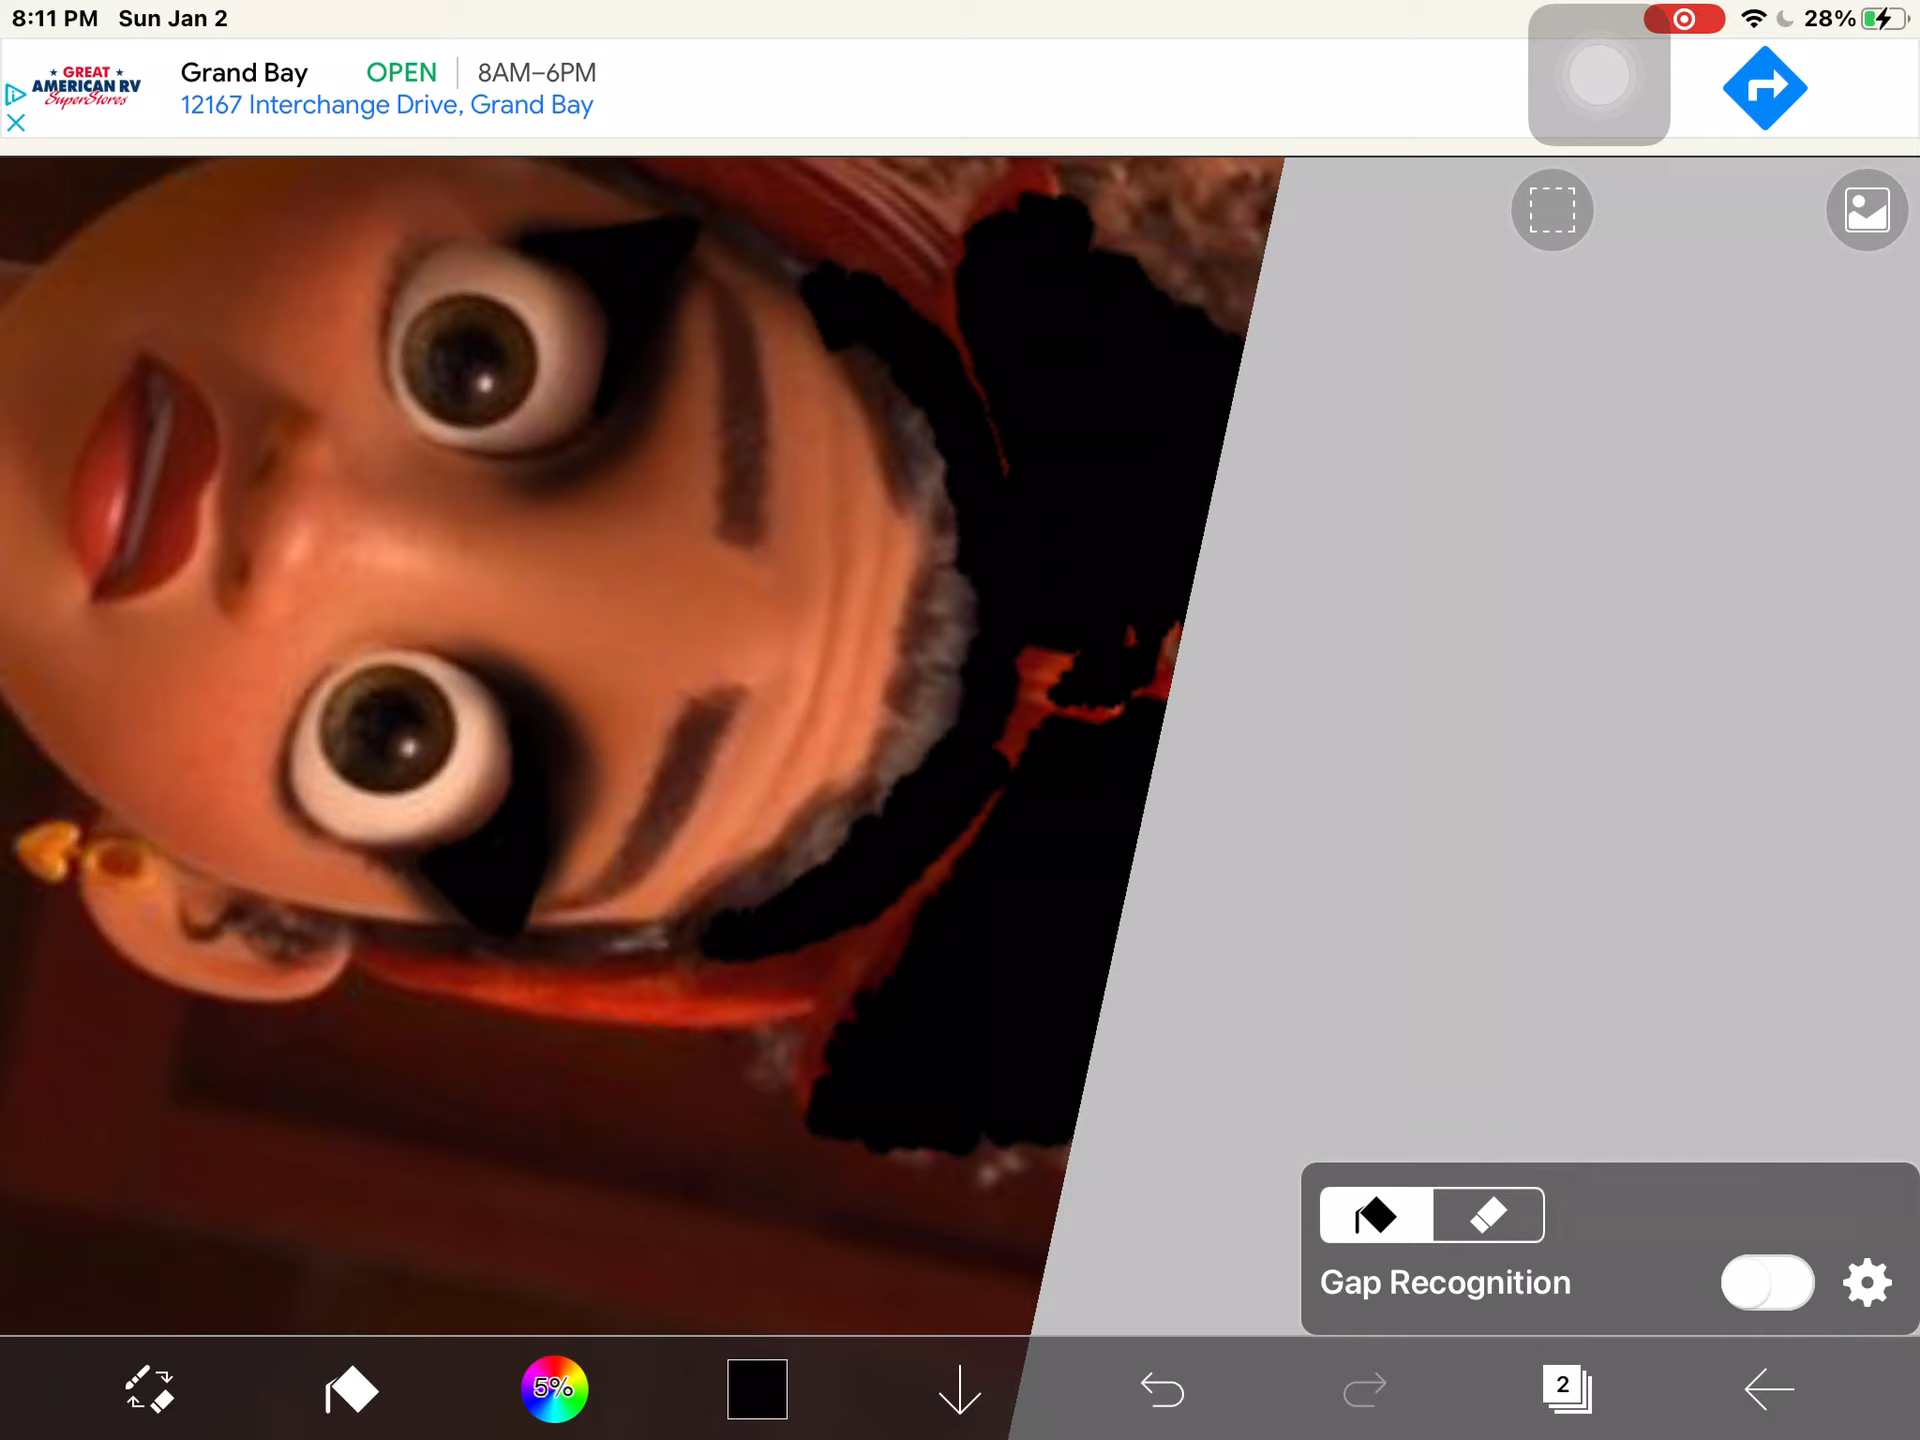 8:11 PM Sun Jan 2
28%
GREAT
AMERICAN RV
SuperStores
Grand Bay OPEN 8AM–6PM
12167 Interchange Drive, Grand Bay
Gap Recognition
5%
2